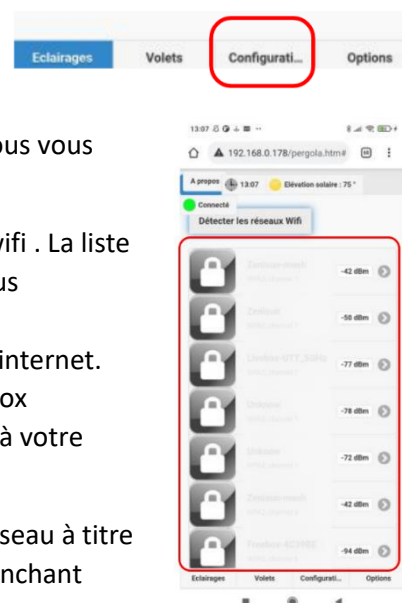 Eclairages Volets Configurati... Options
ous vous
vifi . La liste
us
internet.
ox
à votre
seau à titre
nchant
13:07
192.168.0.178/pergola.htm#
A propos 13:07 Elévation solaire : 75 °
Connecté
Détecter les réseaux Wifi
-42 dBm
-50 dBm
-77 dBm
-78 dBm
-72 dBm
-42 dBm
-94 dBm
Eclairages Volets Configurati... Options